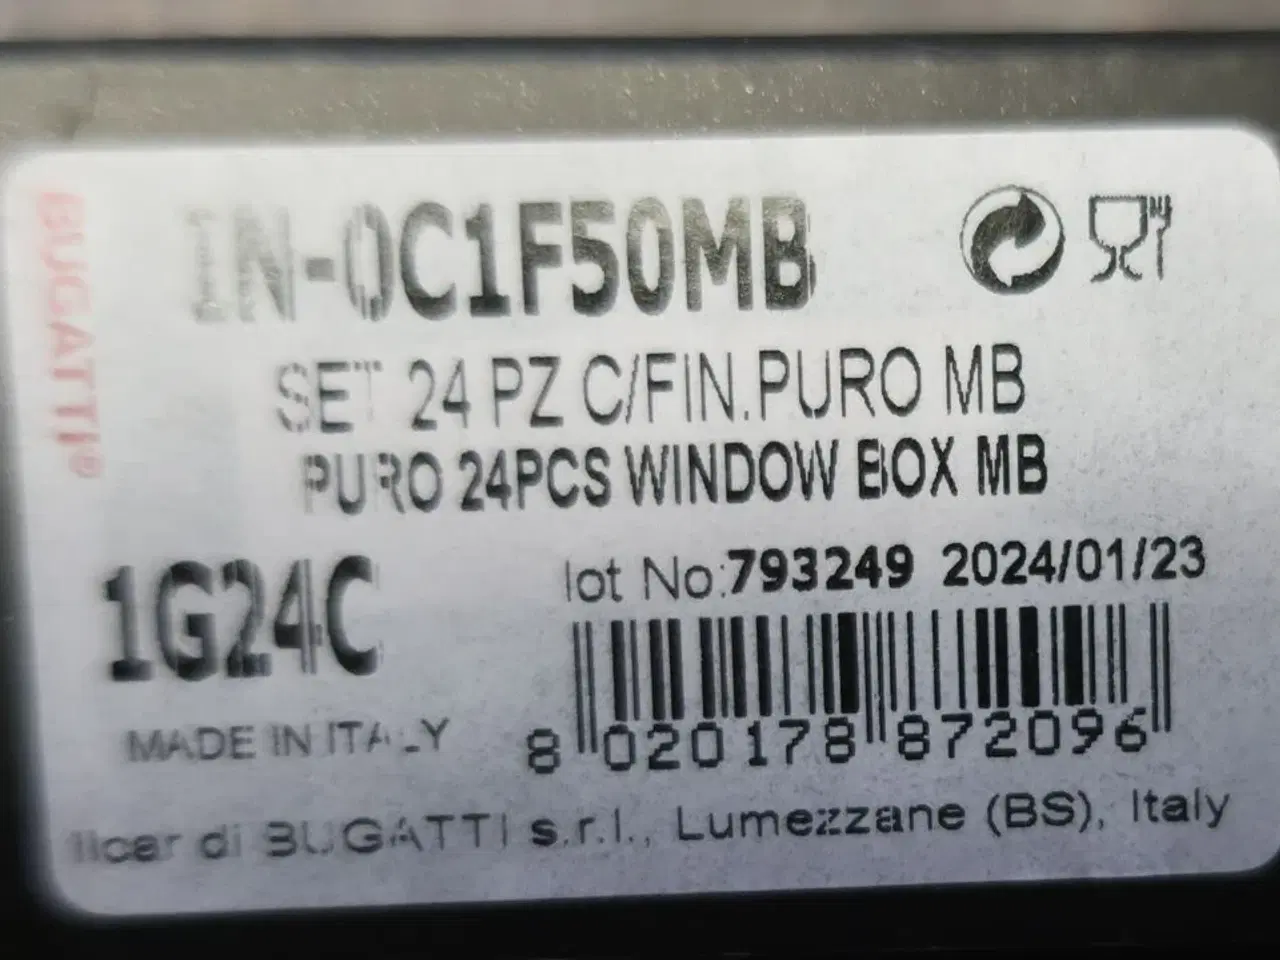 BUGATTI®
IN-0C1F50MB
SET 24 PZ C/FIN.PURO MB
PURO 24PCS WINDOW BOX MB
1G24C
lot No:793249 2024/01/23
MADE IN ITALY
8 020178 872096
Ilcar di BUGATTI s.r.l., Lumezzane (BS), Italy